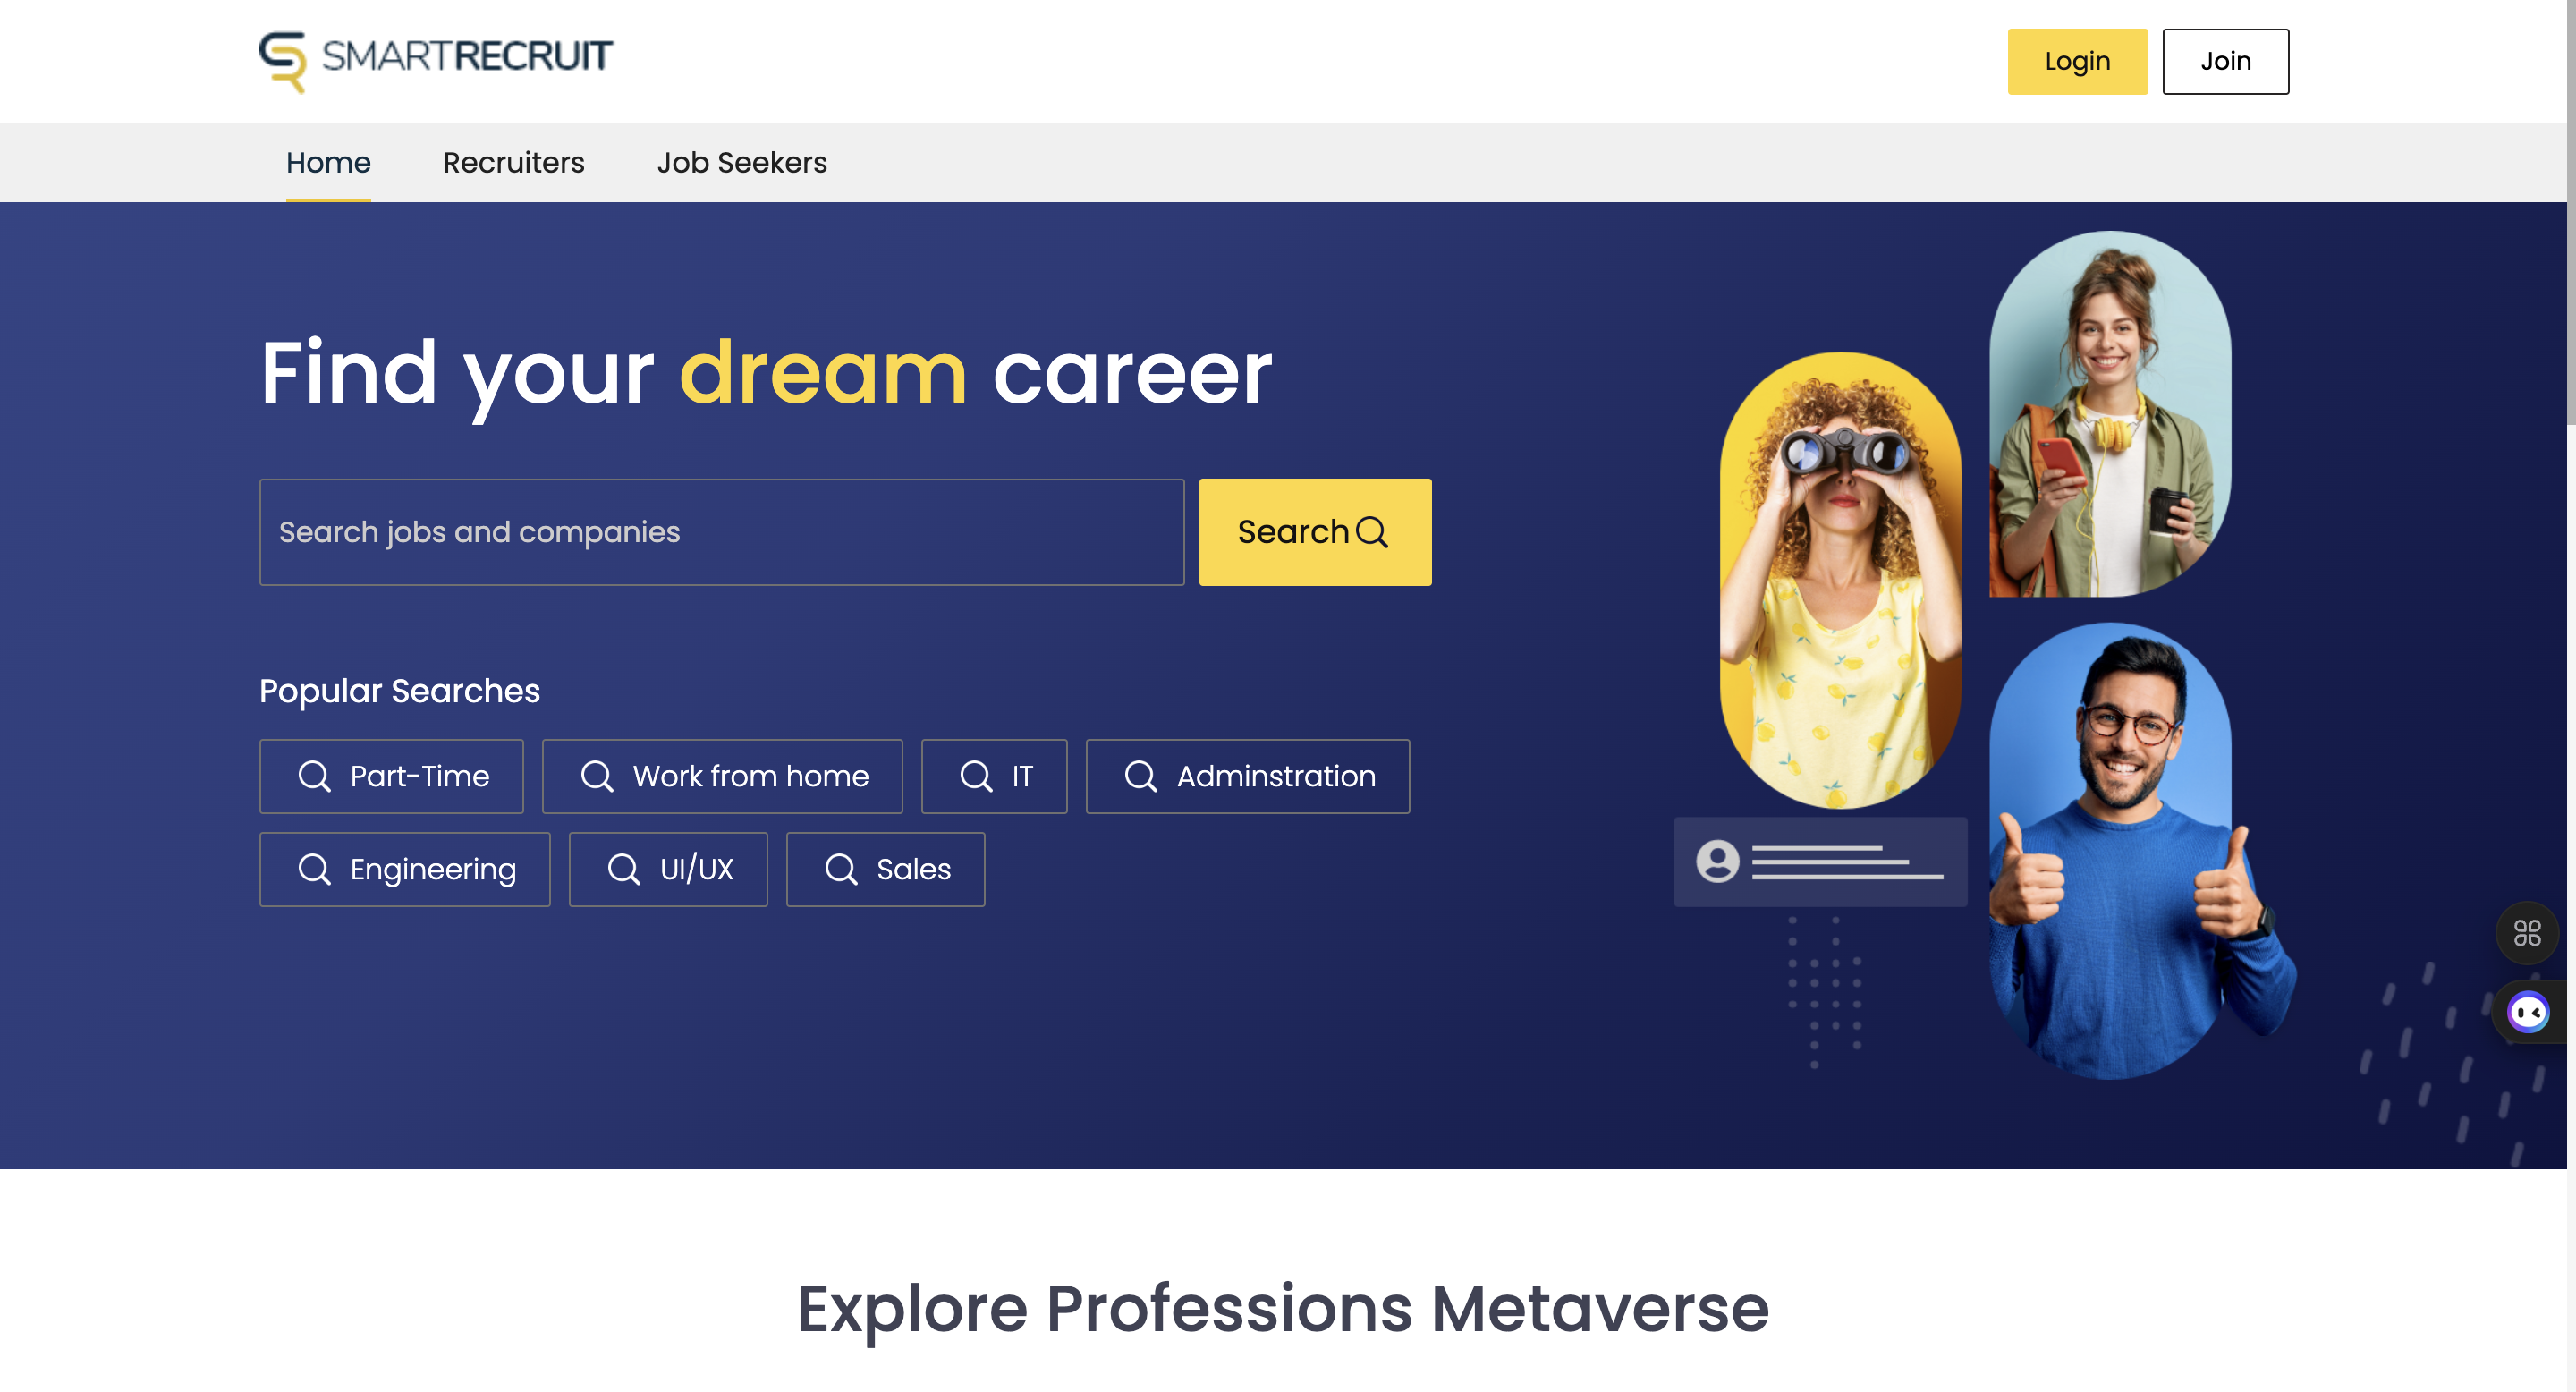 SMARTRECRUIT
Login
Join
Home
Recruiters
Job Seekers
Find your dream career
Search jobs and companies
Search
Popular Searches
Part-Time
Work from home
IT
Adminstration
Engineering
UI/UX
Sales
Explore Professions Metaverse